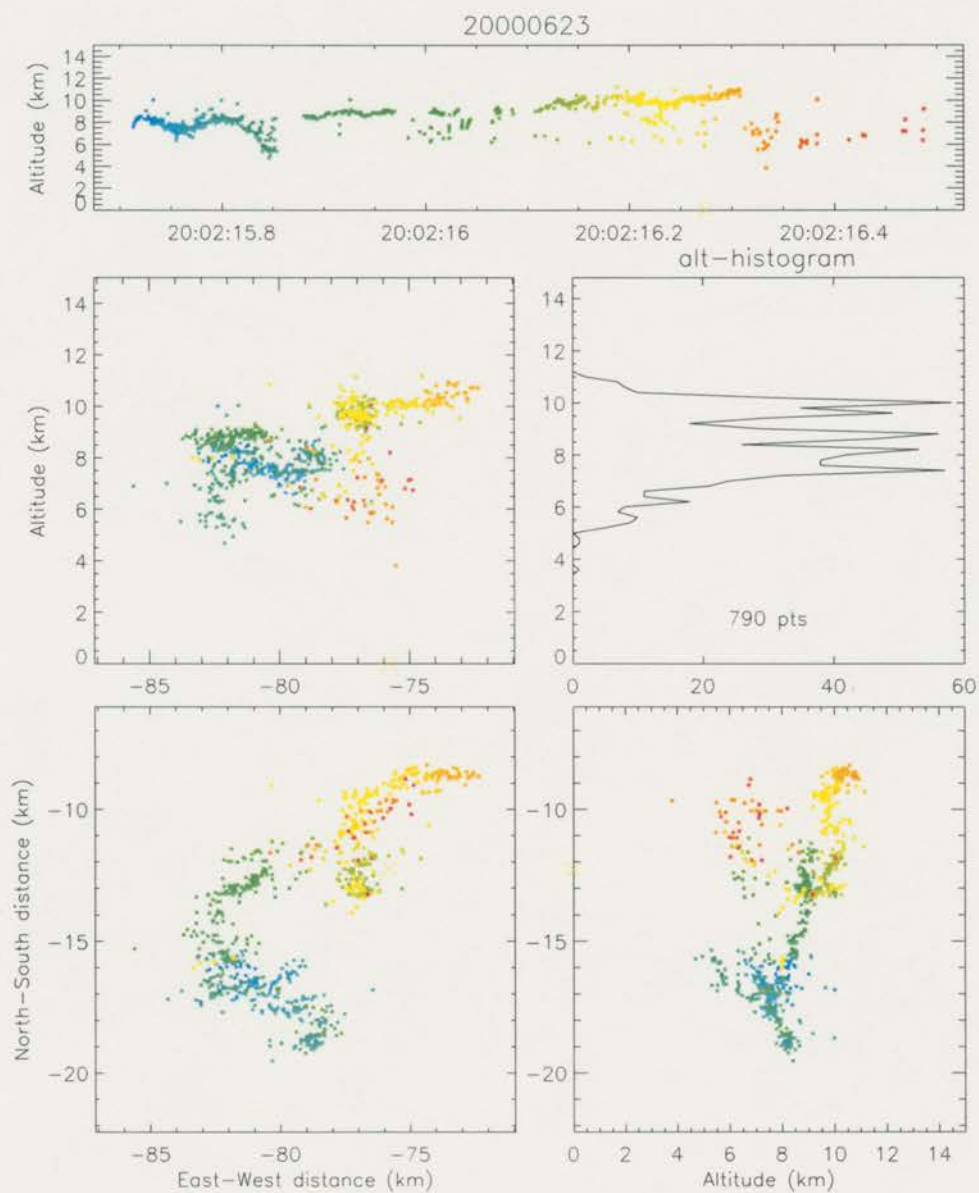 20000623
Altitude (km)
14
12
10
8
6
4
2
0
20:02:15.8 20:02:16 20:02:16.2 20:02:16.4
alt-histogram
Altitude (km)
14
12
10
8
6
4
2
0
-85 -80 -75
14
12
10
8
6
4
2
0
790 pts
0 20 40 60
North-South distance (km)
-10
-15
-20
-85 -80 -75
East-West distance (km)
-10
-15
-20
0 2 4 6 8 10 12 14
Altitude (km)